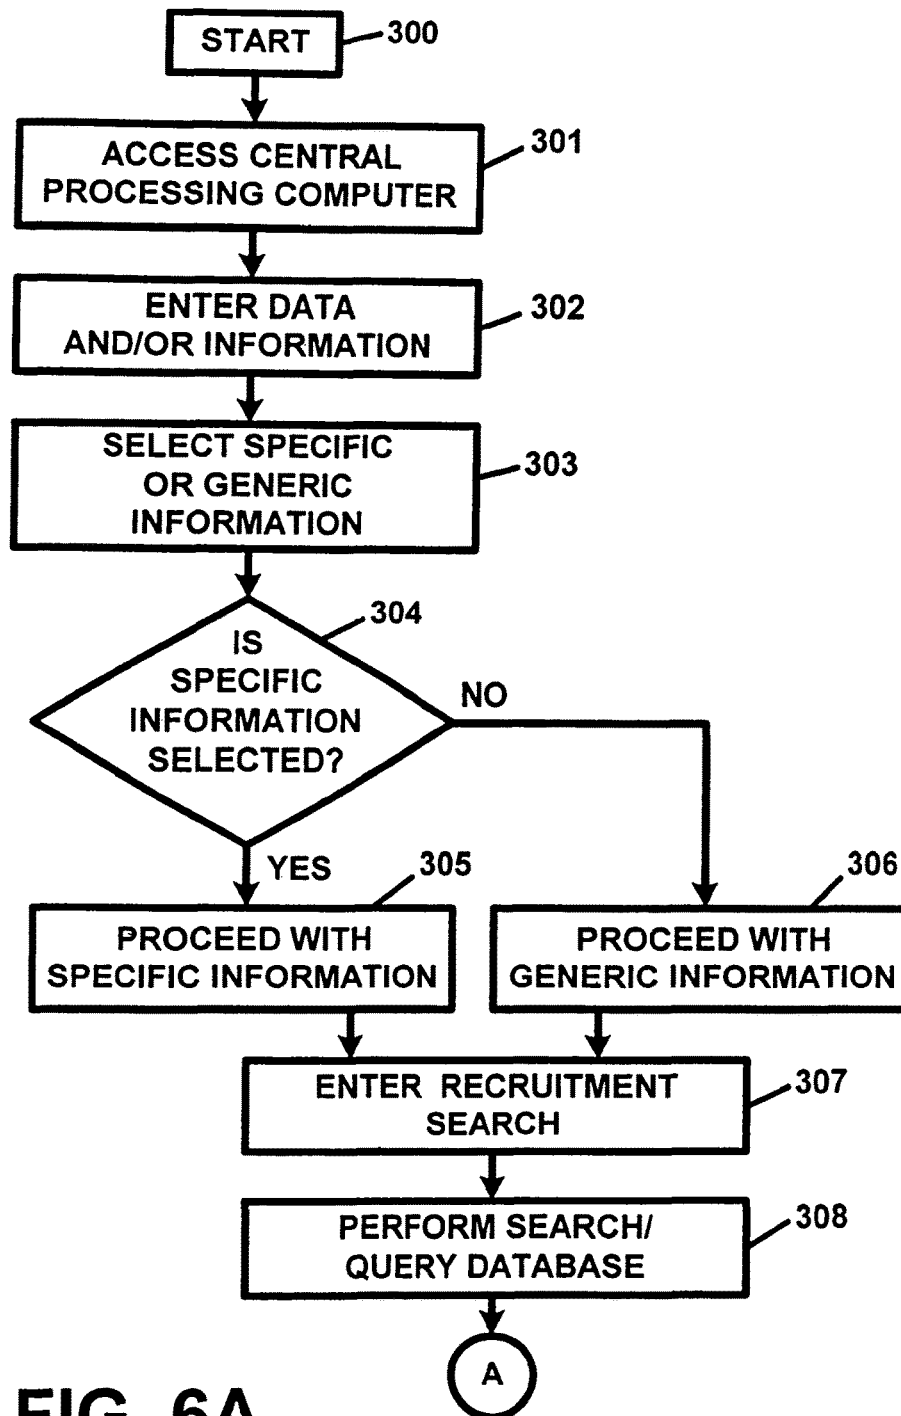 START
300
ACCESS CENTRAL
PROCESSING COMPUTER
301
ENTER DATA
AND/OR INFORMATION
302
SELECT SPECIFIC
OR GENERIC
INFORMATION
303
304
IS
SPECIFIC
INFORMATION
SELECTED?
NO
YES
305
306
PROCEED WITH
SPECIFIC INFORMATION
PROCEED WITH
GENERIC INFORMATION
ENTER RECRUITMENT
SEARCH
307
PERFORM SEARCH/
QUERY DATABASE
308
A
FIG. 6A